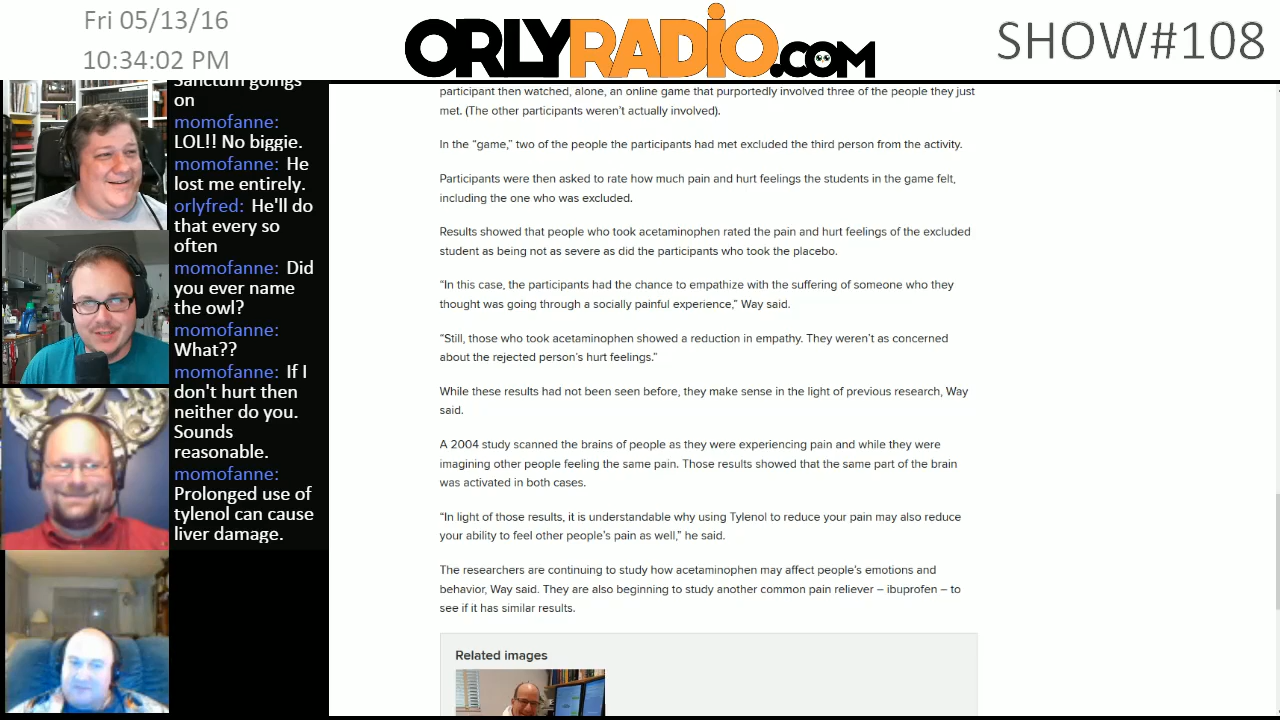 Fri 05/13/16
10:34:02 PM
ORLYRADIO.COM
SHOW#108
Sanctum goings
on
momofanne:
LOL!! No biggie.
momofanne: He
lost me entirely.
orlyfred: He'll do
that every so
often
momofanne: Did
you ever name
the owl?
momofanne:
What??
momofanne: If I
don't hurt then
neither do you.
Sounds
reasonable.
momofanne:
Prolonged use of
tylenol can cause
liver damage.
participant then watched, alone, an online game that purportedly involved three of the people they just
met. (The other participants weren't actually involved).
In the “game,” two of the people the participants had met excluded the third person from the activity.
Participants were then asked to rate how much pain and hurt feelings the students in the game felt,
including the one who was excluded.
Results showed that people who took acetaminophen rated the pain and hurt feelings of the excluded
student as being not as severe as did the participants who took the placebo.
“In this case, the participants had the chance to empathize with the suffering of someone who they
thought was going through a socially painful experience,” Way said.
“Still, those who took acetaminophen showed a reduction in empathy. They weren’t as concerned
about the rejected person’s hurt feelings.”
While these results had not been seen before, they make sense in the light of previous research, Way
said.
A 2004 study scanned the brains of people as they were experiencing pain and while they were
imagining other people feeling the same pain. Those results showed that the same part of the brain
was activated in both cases.
“In light of those results, it is understandable why using Tylenol to reduce your pain may also reduce
your ability to feel other people’s pain as well,” he said.
The researchers are continuing to study how acetaminophen may affect people’s emotions and
behavior, Way said. They are also beginning to study another common pain reliever – ibuprofen – to
see if it has similar results.
Related images